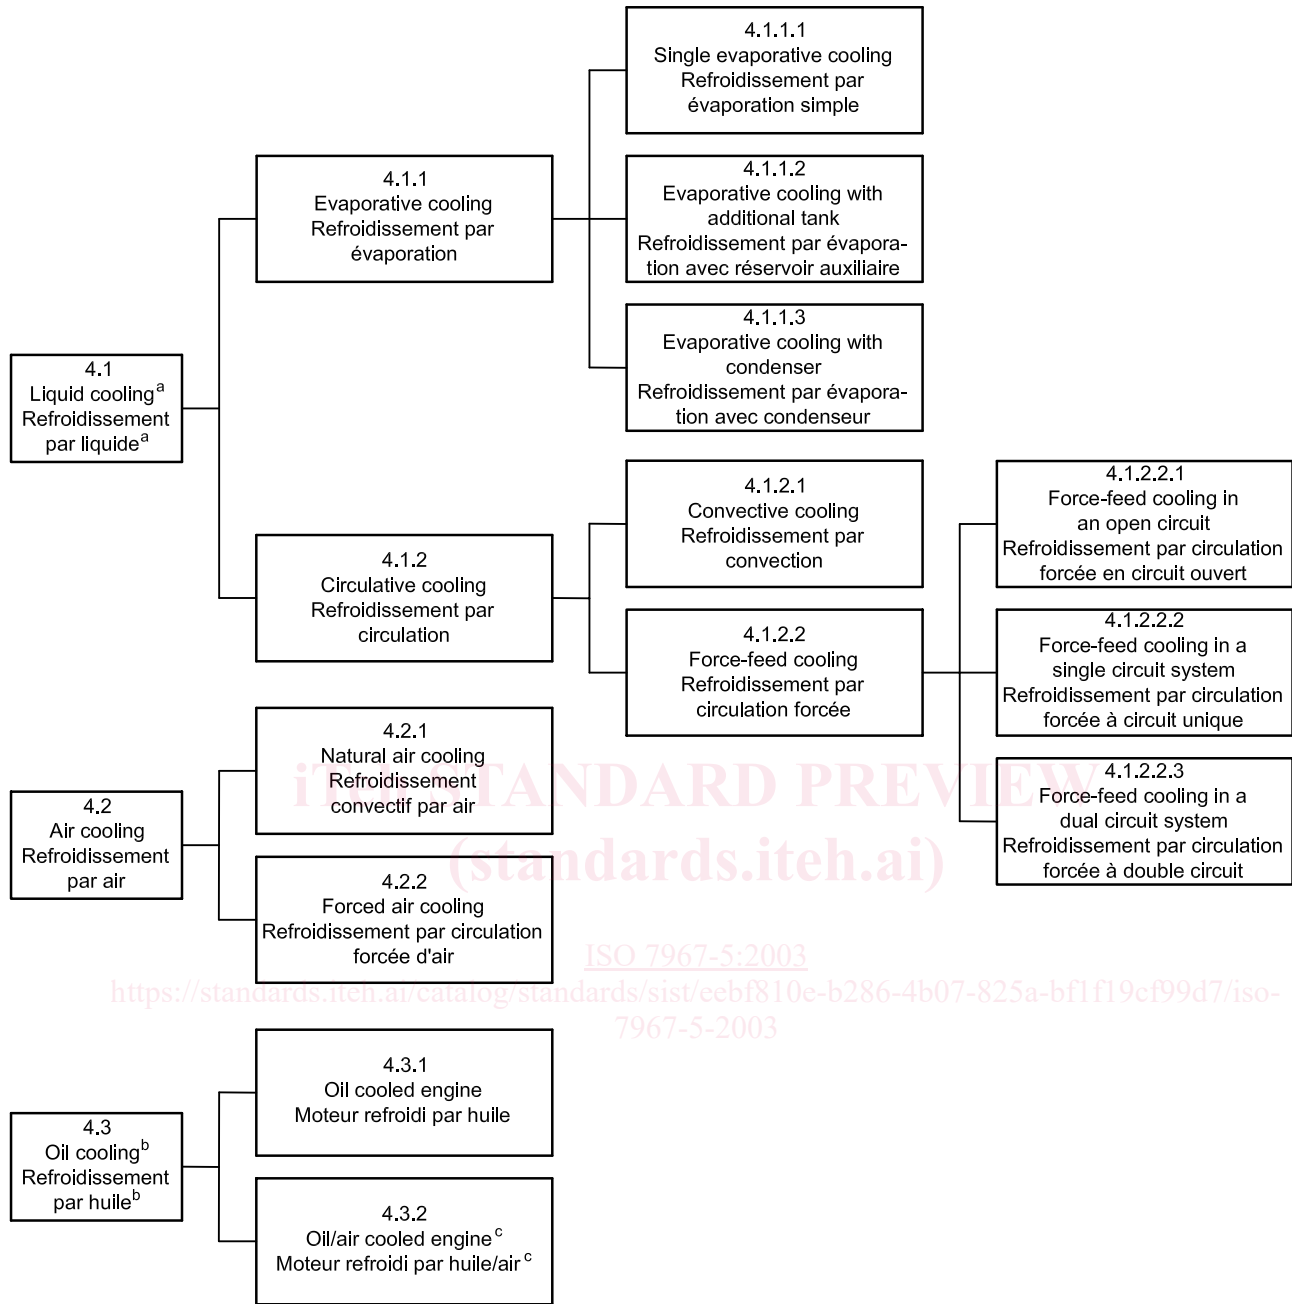 4.1
Liquid cooling a
Refroidissement
par liquide a
4.1.1
Evaporative cooling
Refroidissement par
évaporation
4.1.1.1
Single evaporative cooling
Refroidissement par
évaporation simple
4.1.1.2
Evaporative cooling with
additional tank
Refroidissement par évapora-
tion avec réservoir auxiliaire
4.1.1.3
Evaporative cooling with
condenser
Refroidissement par évapora-
tion avec condenseur
4.1.2
Circulative cooling
Refroidissement par
circulation
4.1.2.1
Convective cooling
Refroidissement par
convection
4.1.2.2
Force-feed cooling
Refroidissement par
circulation forcée
4.1.2.2.1
Force-feed cooling in
an open circuit
Refroidissement par circulation
forcée en circuit ouvert
4.1.2.2.2
Force-feed cooling in a
single circuit system
Refroidissement par circulation
forcée à circuit unique
4.1.2.2.3
Force-feed cooling in a
dual circuit system
Refroidissement par circulation
forcée à double circuit
4.2
Air cooling
Refroidissement
par air
4.2.1
Natural air cooling
Refroidissement
convectif par air
4.2.2
Forced air cooling
Refroidissement par circulation
forcée d'air
iTeh STANDARD PREVIEW
(standards.iteh.ai)
ISO 7967-5:2003
https://standards.iteh.ai/catalog/standards/sist/eebf810e-b286-4b07-825a-bf1f19cf99d7/iso-
7967-5-2003
4.3
Oil cooling b
Refroidissement
par huile b
4.3.1
Oil cooled engine
Moteur refroidi par huile
4.3.2
Oil/air cooled engine c
Moteur refroidi par huile/air c